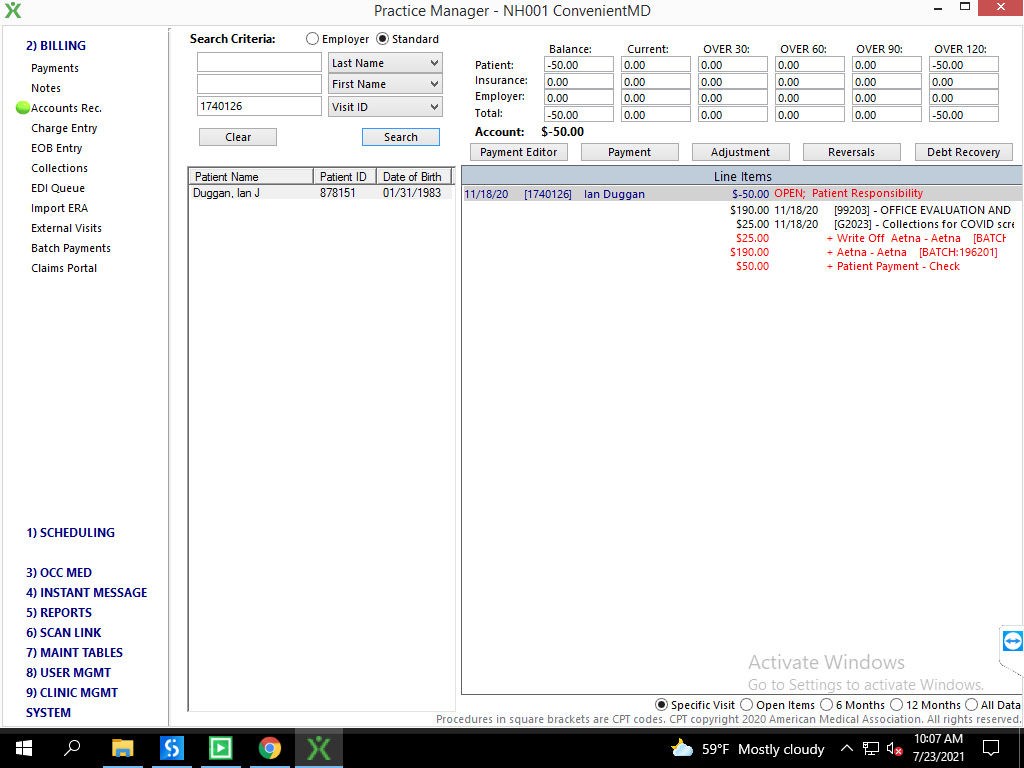 Practice Manager - NH001 ConvenientMD
2) BILLING
Payments
Notes
Accounts Rec.
Charge Entry
EOB Entry
Collections
EDI Queue
Import ERA
External Visits
Batch Payments
Claims Portal
1) SCHEDULING
3) OCC MED
4) INSTANT MESSAGE
5) REPORTS
6) SCAN LINK
7) MAINT TABLES
8) USER MGMT
9) CLINIC MGMT
SYSTEM
Search Criteria: Employer Standard
Last Name
First Name
1740126 Visit ID
Clear Search
Patient Name Patient ID Date of Birth
Duggan, Ian J 878151 01/31/1983
Balance: Current: OVER 30: OVER 60: OVER 90: OVER 120:
Patient: -50.00 0.00 0.00 0.00 0.00 -50.00
Insurance: 0.00 0.00 0.00 0.00 0.00 0.00
Employer: 0.00 0.00 0.00 0.00 0.00 0.00
Total: -50.00 0.00 0.00 0.00 0.00 -50.00
Account: $-50.00
Payment Editor Payment Adjustment Reversals Debt Recovery
Line Items
11/18/20 [1740126] Ian Duggan $-50.00 OPEN; Patient Responsibility
$190.00 11/18/20 [99203] - OFFICE EVALUATION AND
$25.00 11/18/20 [G2023] - Collections for COVID scre
$25.00 + Write Off Aetna - Aetna [BATCH
$190.00 + Aetna - Aetna [BATCH:196201]
$50.00 + Patient Payment - Check
Activate Windows
Go to Settings to activate Windows.
Specific Visit Open Items 6 Months 12 Months All Data
Procedures in square brackets are CPT codes. CPT copyright 2020 American Medical Association. All rights reserved.
59°F Mostly cloudy
10:07 AM
7/23/2021